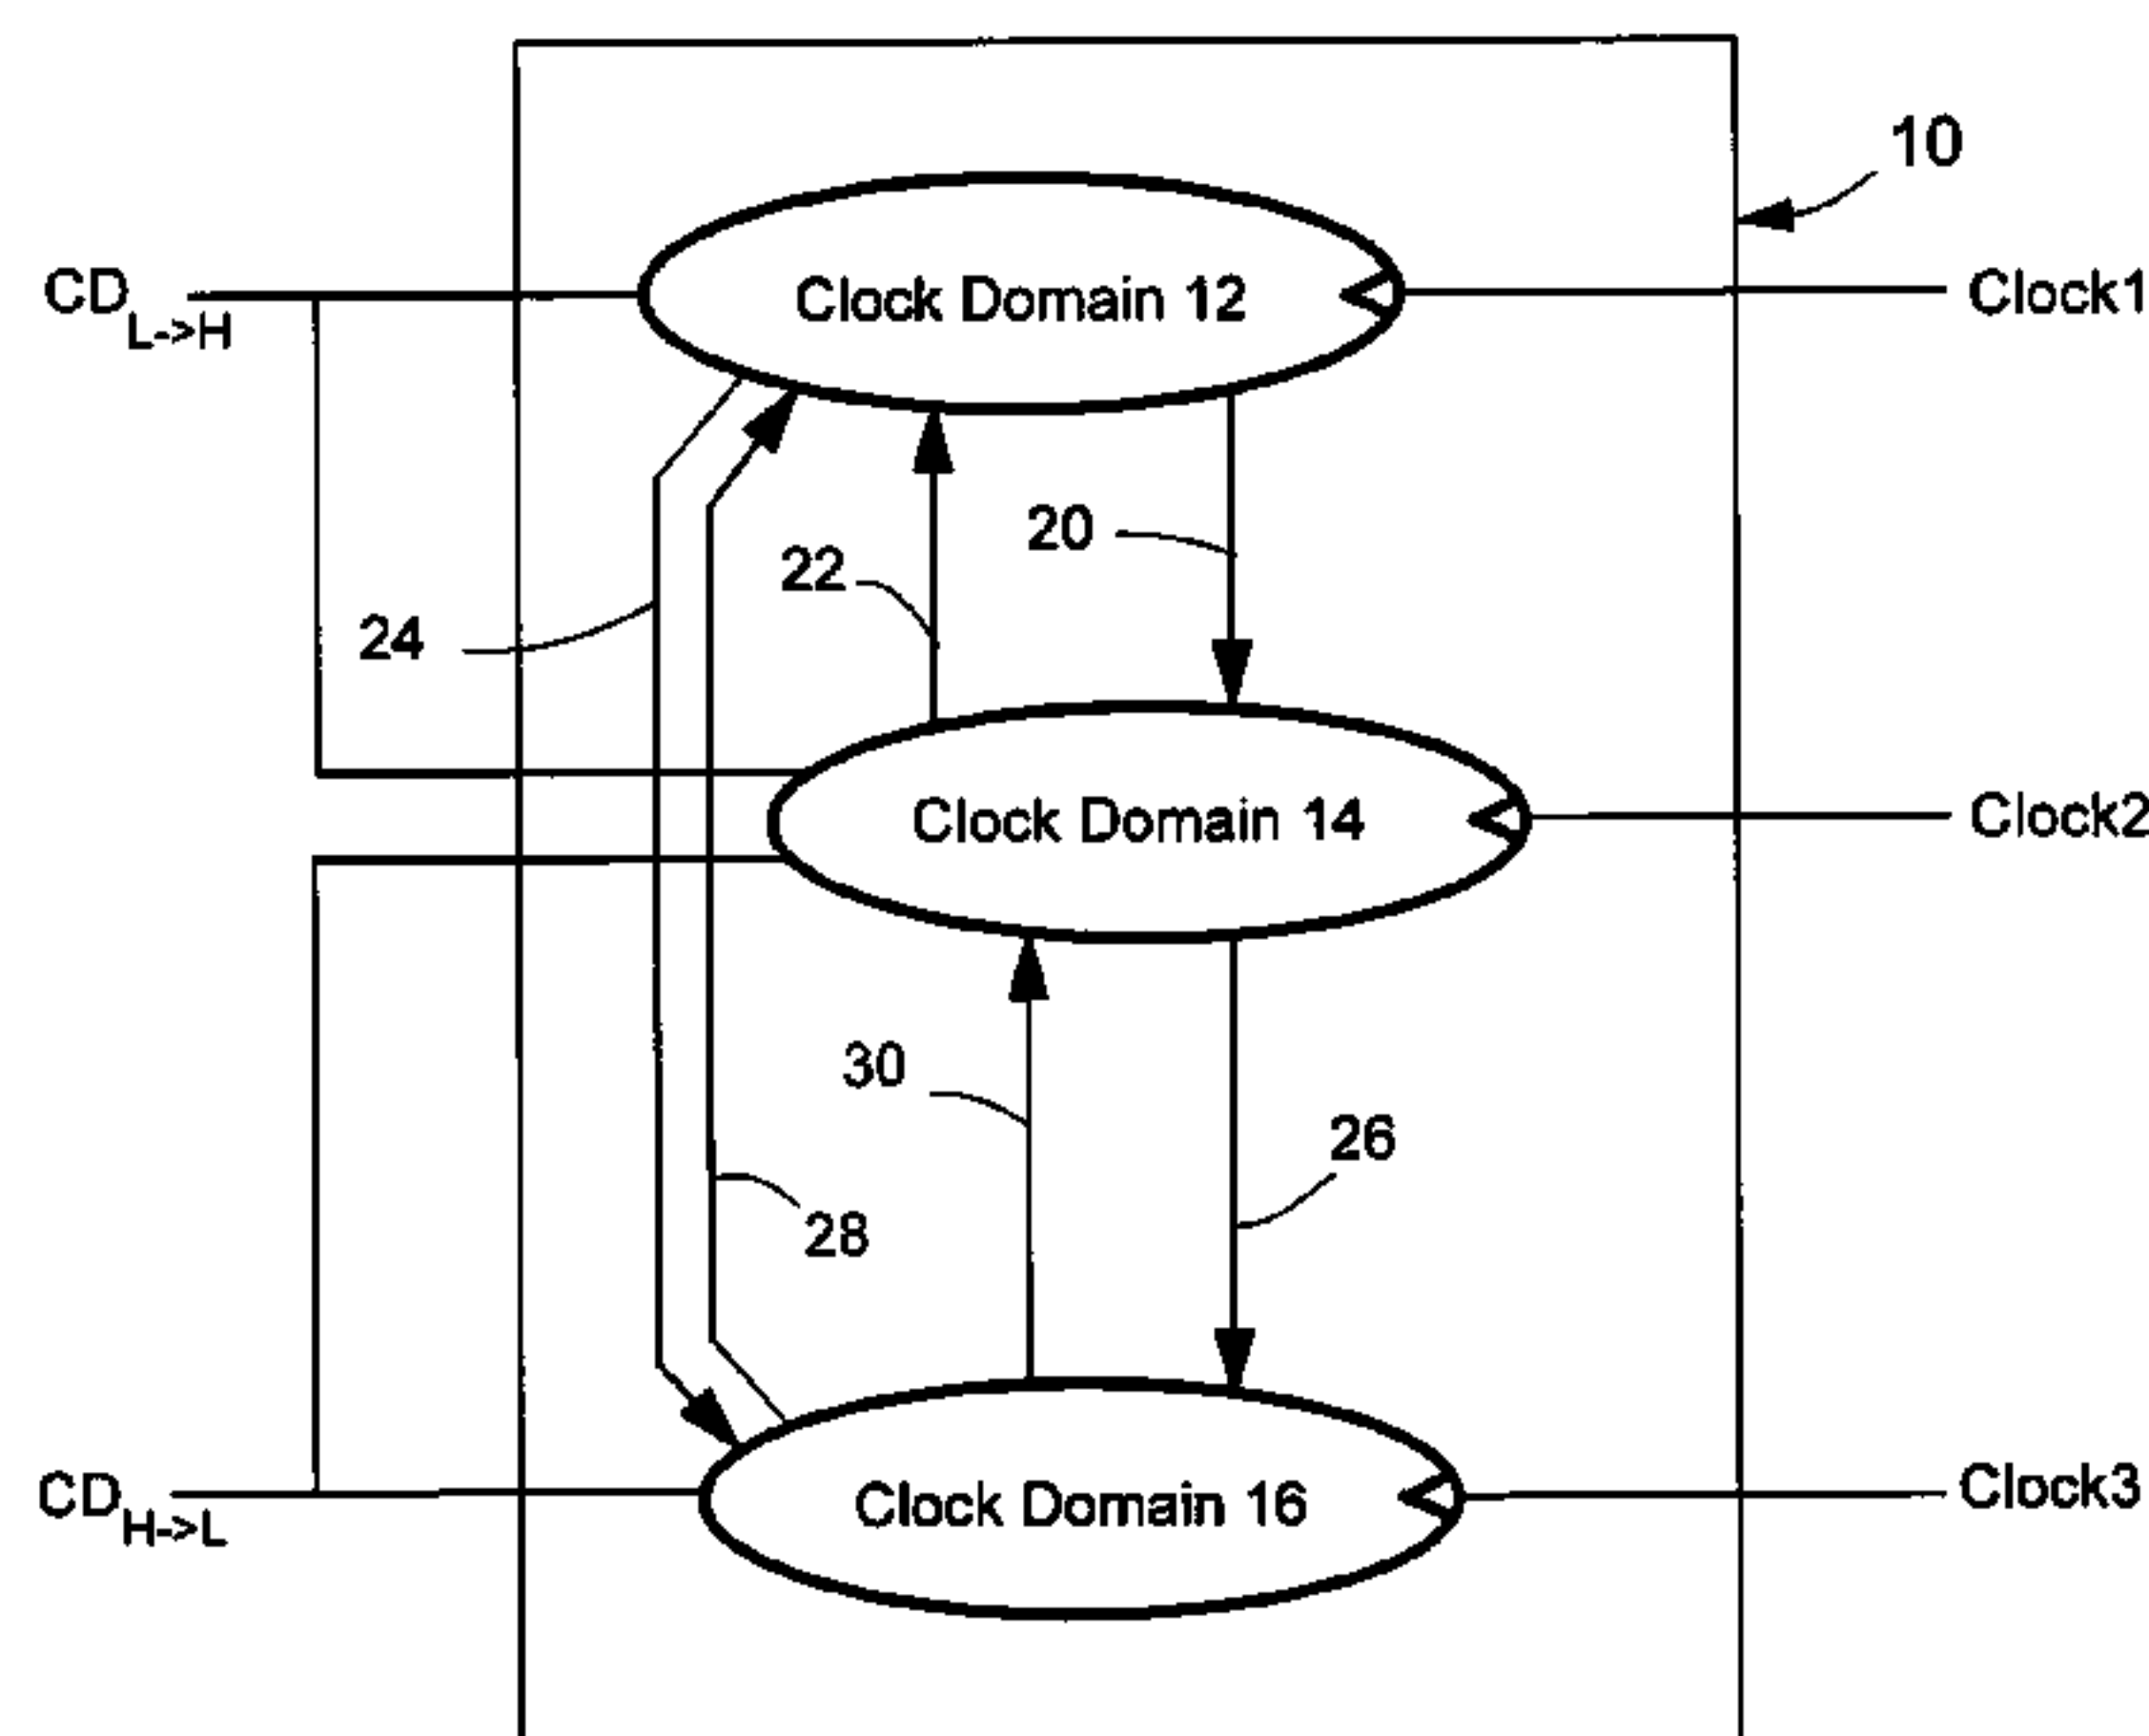 10
Clock Domain 12
CD L->H
Clock1
20
22
24
Clock Domain 14
Clock2
30
26
28
Clock Domain 16
CD H->L
Clock3